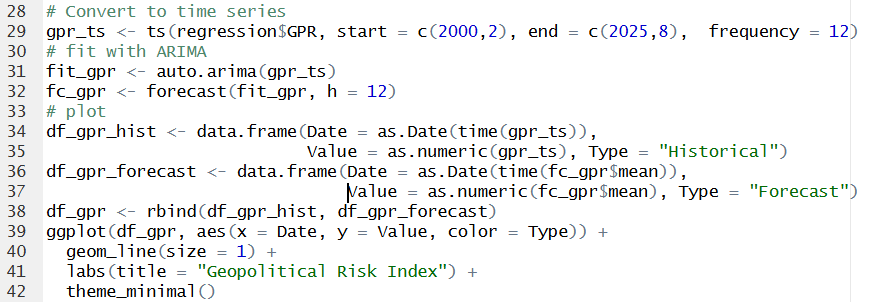 28 # Convert to time series
29 gpr_ts <- ts(regression$GPR, start = c(2000,2), end = c(2025,8),  frequency = 12)
30 # fit with ARIMA
31 fit_gpr <- auto.arima(gpr_ts)
32 fc_gpr <- forecast(fit_gpr, h = 12)
33 # plot
34 df_gpr_hist <- data.frame(Date = as.Date(time(gpr_ts)),
35                           Value = as.numeric(gpr_ts), Type = "Historical")
36 df_gpr_forecast <- data.frame(Date = as.Date(time(fc_gpr$mean)),
37                               Value = as.numeric(fc_gpr$mean), Type = "Forecast")
38 df_gpr <- rbind(df_gpr_hist, df_gpr_forecast)
39 ggplot(df_gpr, aes(x = Date, y = Value, color = Type)) +
40   geom_line(size = 1) +
41   labs(title = "Geopolitical Risk Index") +
42   theme_minimal()